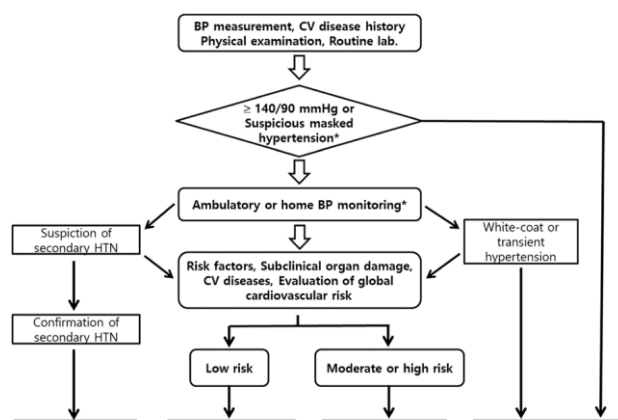 BP measurement, CV disease history
Physical examination, Routine lab.
≥ 140/90 mmHg or
Suspicious masked
hypertension*
Ambulatory or home BP monitoring*
Suspicion of
secondary HTN
White-coat or
transient
hypertension
Risk factors, Subclinical organ damage,
CV diseases, Evaluation of global
cardiovascular risk
Confirmation of
secondary HTN
Low risk
Moderate or high risk